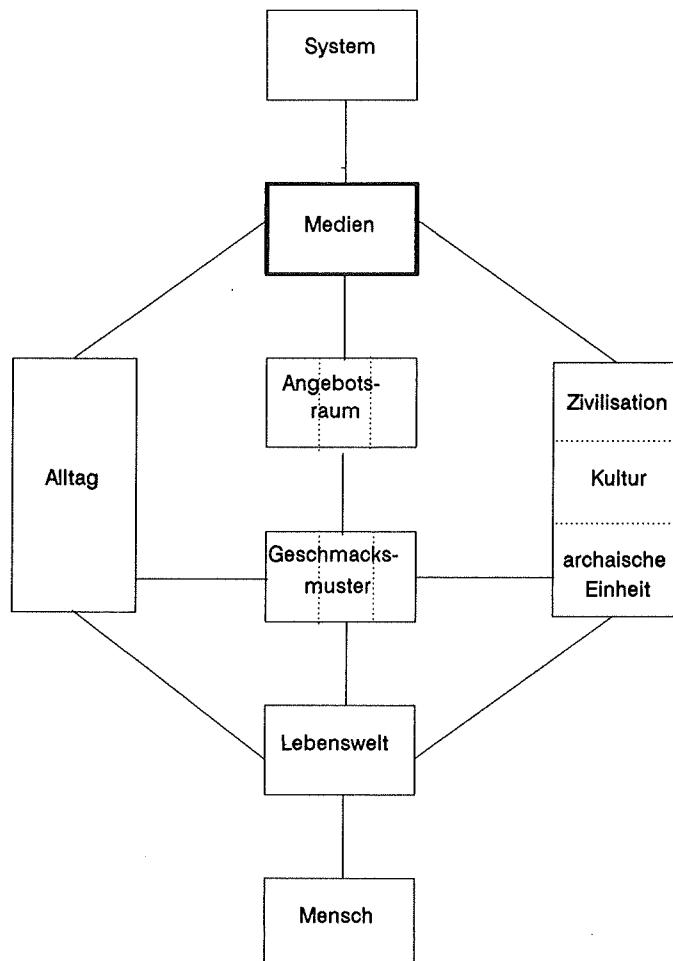 System
Medien
Angebots-
raum
Zivilisation
Alltag
Kultur
Geschmacks-
muster
archaische
Einheit
Lebenswelt
Mensch